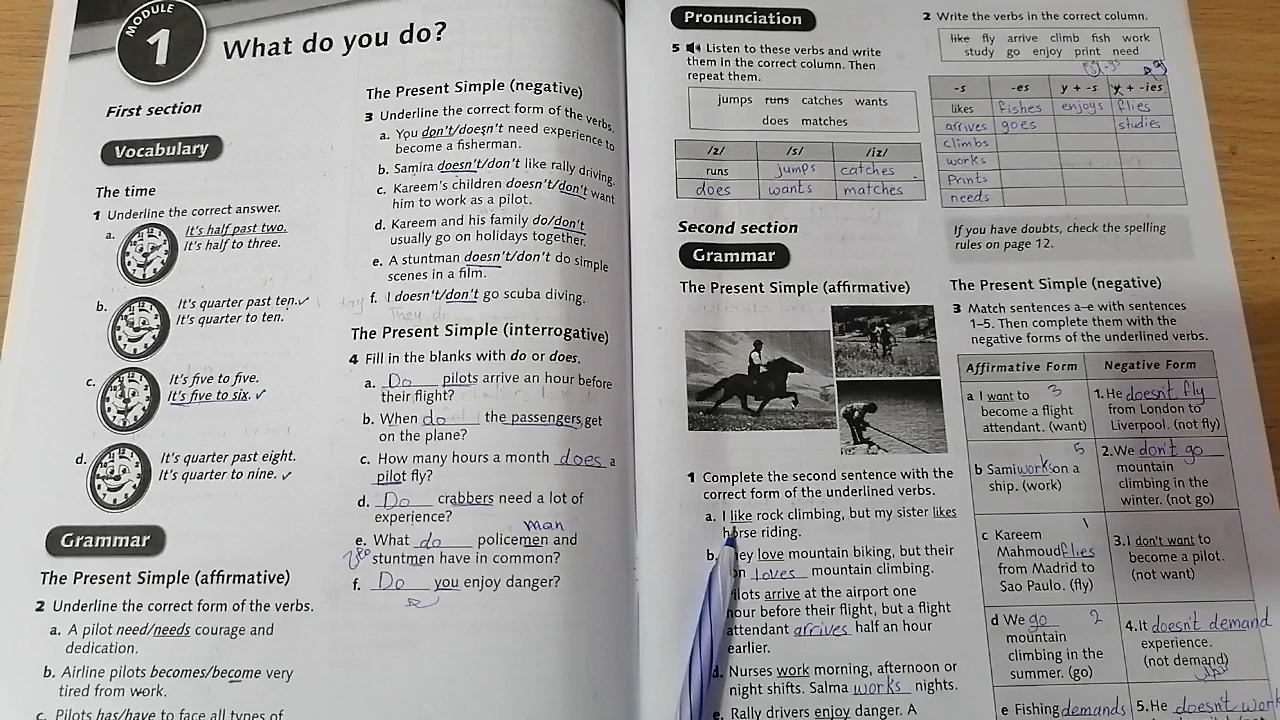 MODULE
1
What do you do?
First section
Vocabulary
The time
1 Underline the correct answer.
a. It's half past two.
It's half to three.
b. It's quarter past ten. ✓
It's quarter to ten.
c. It's five to five.
It's five to six. ✓
d. It's quarter past eight.
It's quarter to nine. ✓
Grammar
The Present Simple (affirmative)
2 Underline the correct form of the verbs.
a. A pilot need/needs courage and
dedication.
b. Airline pilots becomes/become very
tired from work.
c. Pilots has/have to face all types of
The Present Simple (negative)
3 Underline the correct form of the verbs.
a. You don't/doesn't need experience to
become a fisherman.
b. Samira doesn't/don't like rally driving.
c. Kareem's children doesn't/don't want
him to work as a pilot.
d. Kareem and his family do/don't
usually go on holidays together.
e. A stuntman doesn't/don't do simple
scenes in a film.
f. I doesn't/don't go scuba diving.
The Present Simple (interrogative)
4 Fill in the blanks with do or does.
a. Do pilots arrive an hour before
their flight?
b. When do the passengers get
on the plane?
c. How many hours a month does a
pilot fly?
d. Do crabbers need a lot of
experience?
man
e. What do policemen and
stuntmen have in common?
f. Do you enjoy danger?
Pronunciation
5 Listen to these verbs and write
them in the correct column. Then
repeat them.
jumps runs catches wants
does matches
/z/ /s/ /iz/
runs jumps catches
does wants matches
Second section
Grammar
The Present Simple (affirmative)
1 Complete the second sentence with the
correct form of the underlined verbs.
a. I like rock climbing, but my sister likes
horse riding.
b. love mountain biking, but their
loves mountain climbing.
arrive at the airport one
hour before their flight, but a flight
attendant arrives half an hour
earlier.
d. Nurses work morning, afternoon or
night shifts. Salma works nights.
e. Rally drivers enjoy danger. A
2 Write the verbs in the correct column.
like fly arrive climb fish work
study go enjoy print need
-s -es y + -s y + -ies
likes fishes enjoys flies
arrives goes studies
climbs
works
Prints
needs
If you have doubts, check the spelling
rules on page 12.
The Present Simple (negative)
3 Match sentences a–e with sentences
1–5. Then complete them with the
negative forms of the underlined verbs.
Affirmative Form Negative Form
a I want to 3
become a flight
attendant. (want)
1. He doesn't fly
from London to
Liverpool. (not fly)
5
b Sami works on a
ship. (work)
2. We don't go
mountain
climbing in the
winter. (not go)
c Kareem 1
Mahmoud flies
from Madrid to
Sao Paulo. (fly)
3. I don't want to
become a pilot.
(not want)
d We go 2
mountain
climbing in the
summer. (go)
4. It doesn't demand
experience.
(not demand)
e Fishing demands
5. He doesn't work